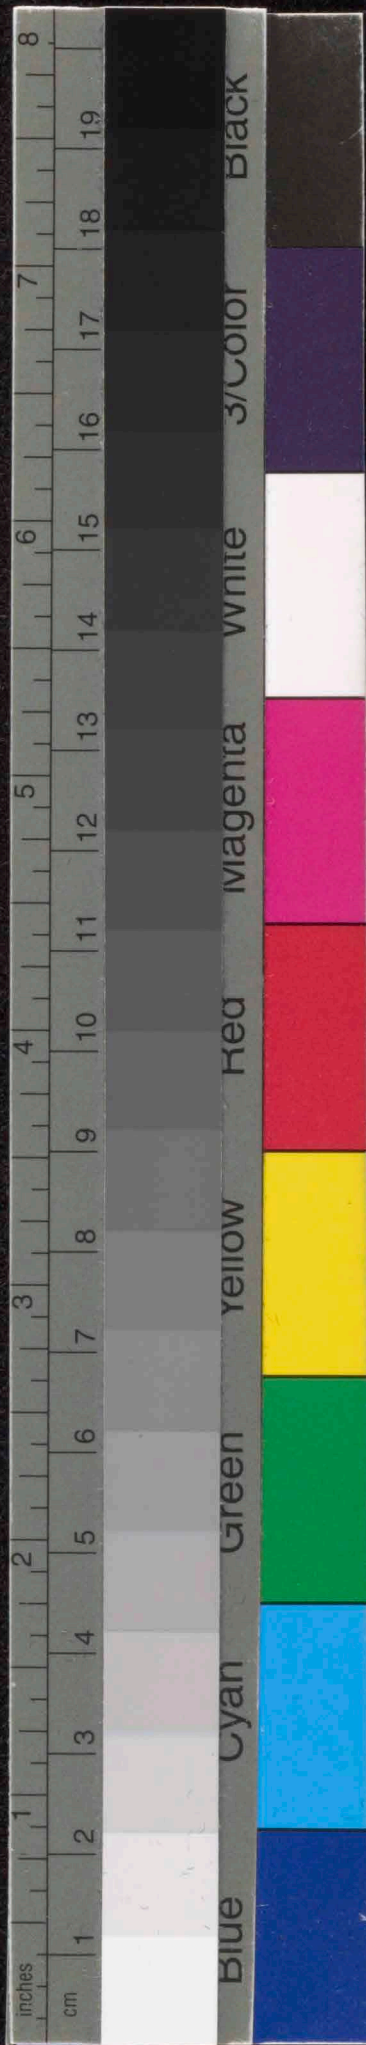 inches 1 2 3 4 5 6 7 8
cm 1 2 3 4 5 6 7 8 9 10 11 12 13 14 15 16 17 18 19
Blue Cyan Green Yellow Red Magenta White 3/Color Black